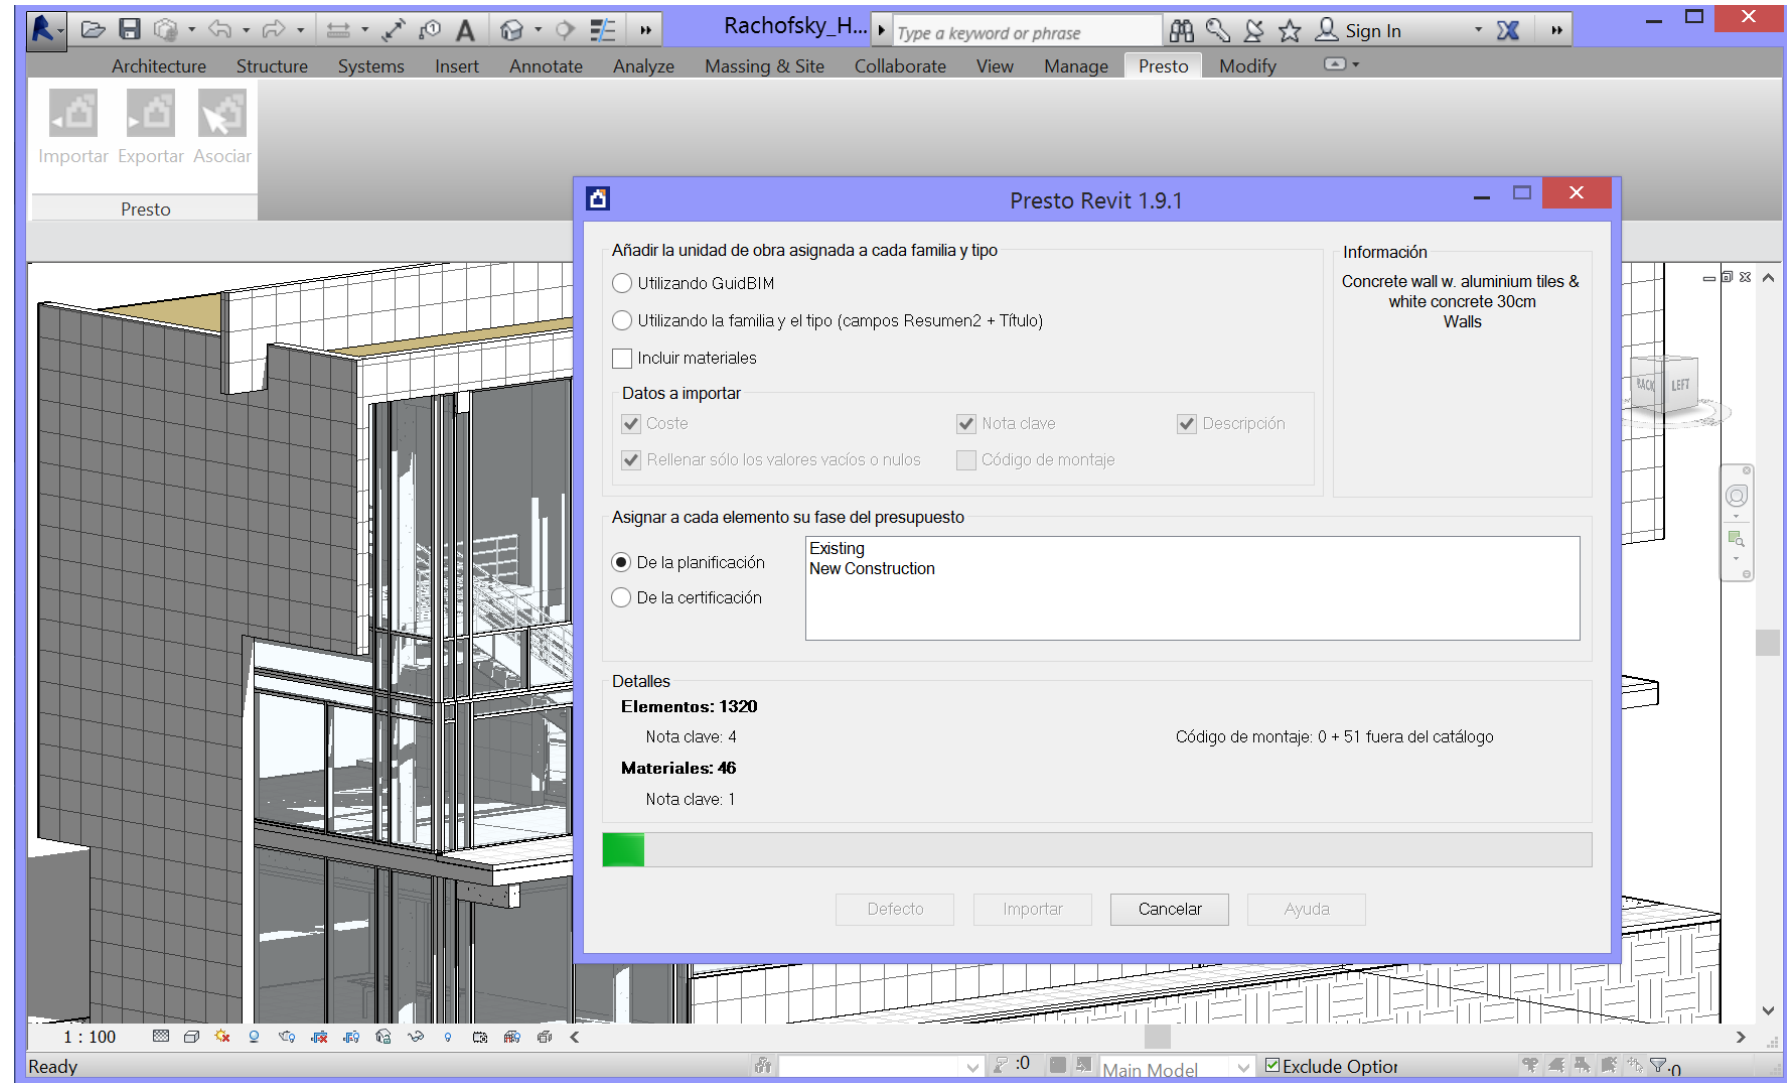 Rachofsky_H...
Type a keyword or phrase
Sign In
Architecture Structure Systems Insert Annotate Analyze Massing & Site Collaborate View Manage Presto Modify
Importar Exportar Asociar
Presto
Presto Revit 1.9.1
Añadir la unidad de obra asignada a cada familia y tipo
Utilizando GuidBIM
Utilizando la familia y el tipo (campos Resumen2 + Título)
Incluir materiales
Datos a importar
Coste
Nota clave
Descripción
Rellenar sólo los valores vacíos o nulos
Código de montaje
Información
Concrete wall w. aluminium tiles &
white concrete 30cm
Walls
BACK LEFT
Asignar a cada elemento su fase del presupuesto
De la planificación
De la certificación
Existing
New Construction
Detalles
Elementos: 1320
Nota clave: 4
Código de montaje: 0 + 51 fuera del catálogo
Materiales: 46
Nota clave: 1
Defecto Importar Cancelar Ayuda
1 : 100
Ready
:0
Main Model
Exclude Option
:0